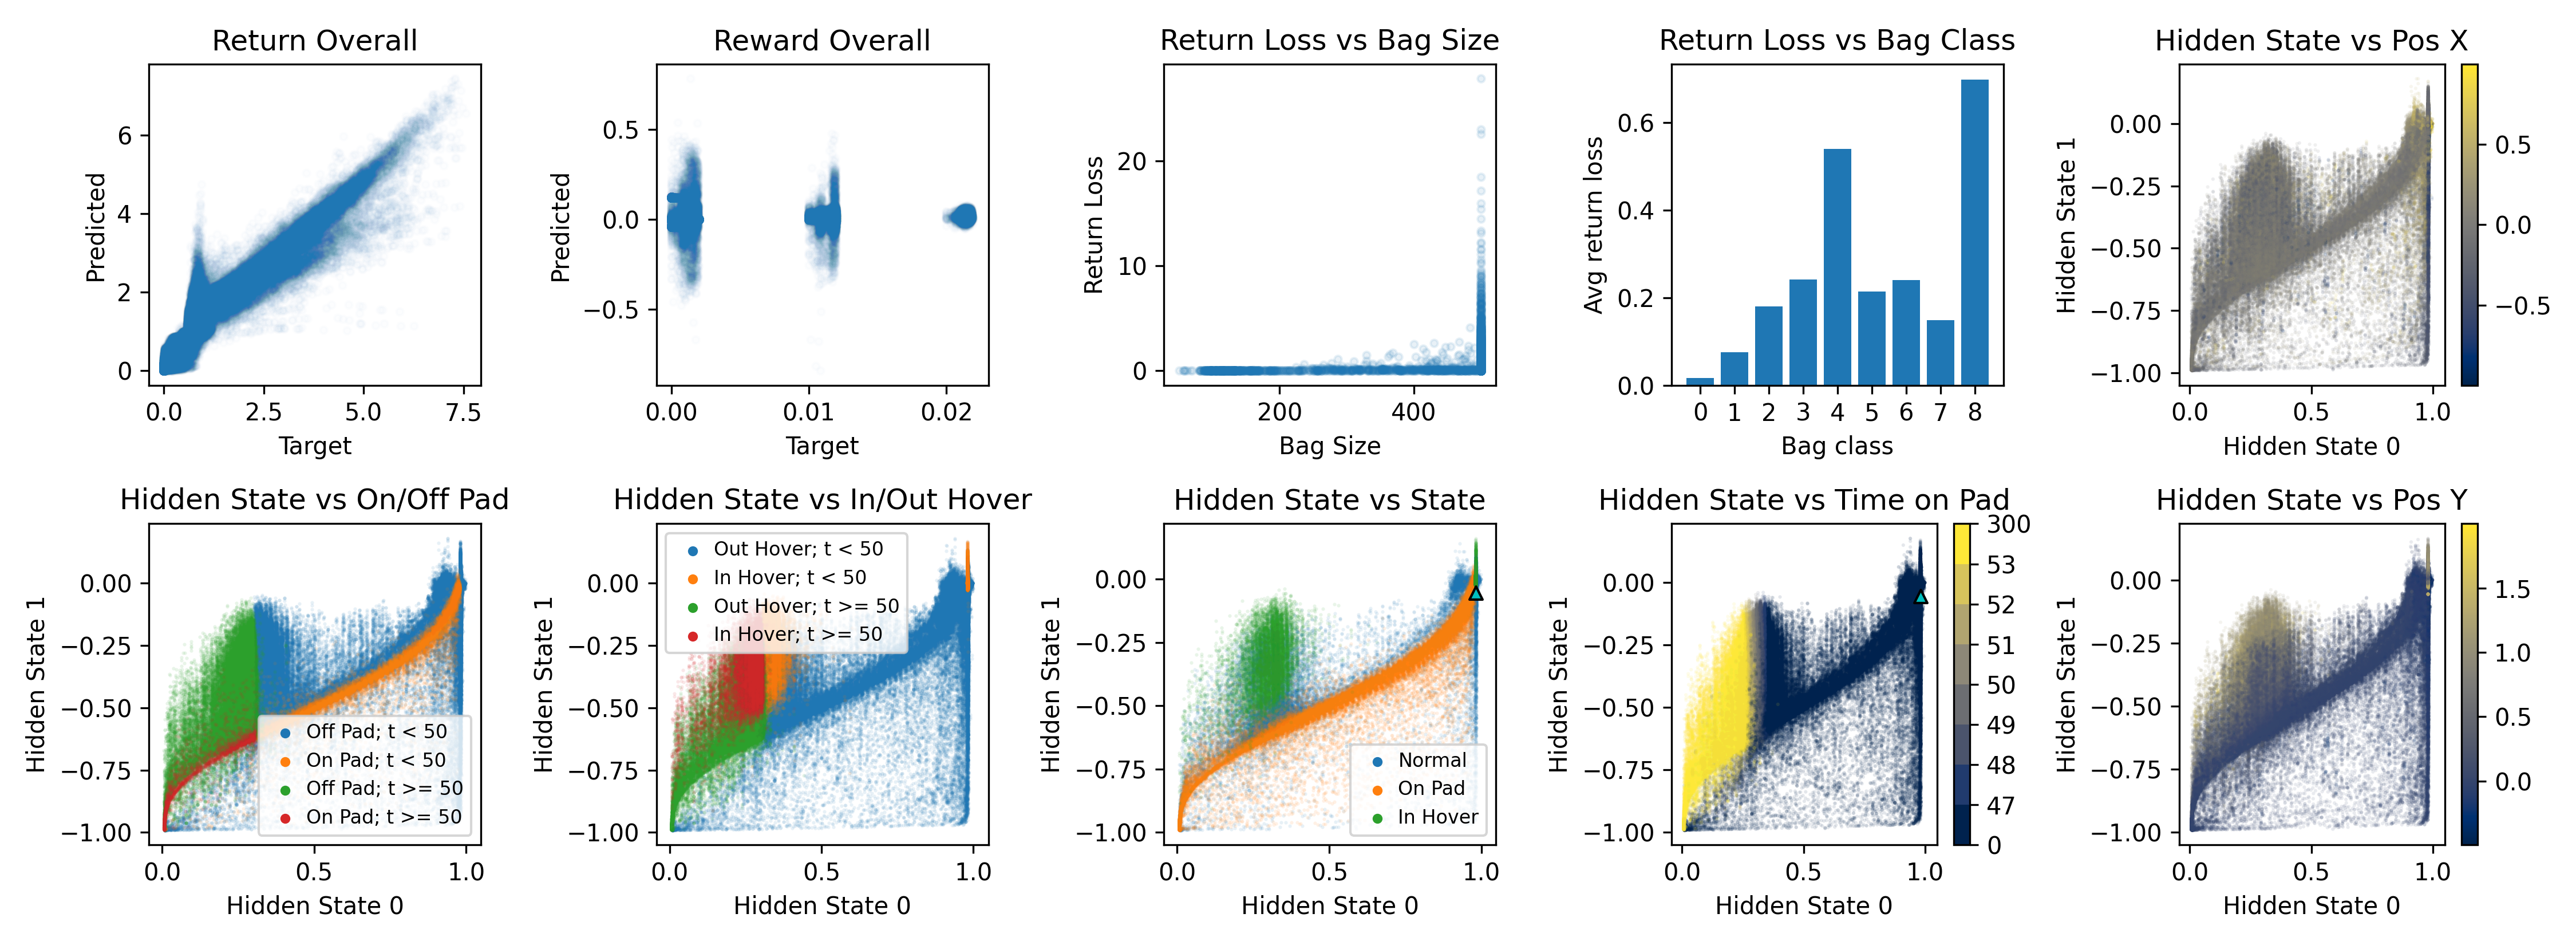 Return Overall
Predicted
6
4
2
0
0.0 2.5 5.0 7.5
Target
Reward Overall
Predicted
0.5
0.0
−0.5
0.00 0.01 0.02
Target
Return Loss vs Bag Size
Return Loss
20
10
0
200 400
Bag Size
Return Loss vs Bag Class
Avg return loss
0.6
0.4
0.2
0.0
0 1 2 3 4 5 6 7 8
Bag class
Hidden State vs Pos X
Hidden State 1
0.00
−0.25
−0.50
−0.75
−1.00
0.0 0.5 1.0
Hidden State 0
0.5
0.0
−0.5
Hidden State vs On/Off Pad
Hidden State 1
0.00
−0.25
−0.50
−0.75
−1.00
Off Pad; t < 50
On Pad; t < 50
Off Pad; t >= 50
On Pad; t >= 50
0.0 0.5 1.0
Hidden State 0
Hidden State vs In/Out Hover
Hidden State 1
0.00
−0.25
−0.50
−0.75
−1.00
Out Hover; t < 50
In Hover; t < 50
Out Hover; t >= 50
In Hover; t >= 50
0.0 0.5 1.0
Hidden State 0
Hidden State vs State
Hidden State 1
0.00
−0.25
−0.50
−0.75
−1.00
Normal
On Pad
In Hover
0.0 0.5 1.0
Hidden State 0
Hidden State vs Time on Pad
Hidden State 1
0.00
−0.25
−0.50
−0.75
−1.00
0.0 0.5 1.0
Hidden State 0
300
53
52
51
50
49
48
47
0
Hidden State vs Pos Y
Hidden State 1
0.00
−0.25
−0.50
−0.75
−1.00
0.0 0.5 1.0
Hidden State 0
1.5
1.0
0.5
0.0